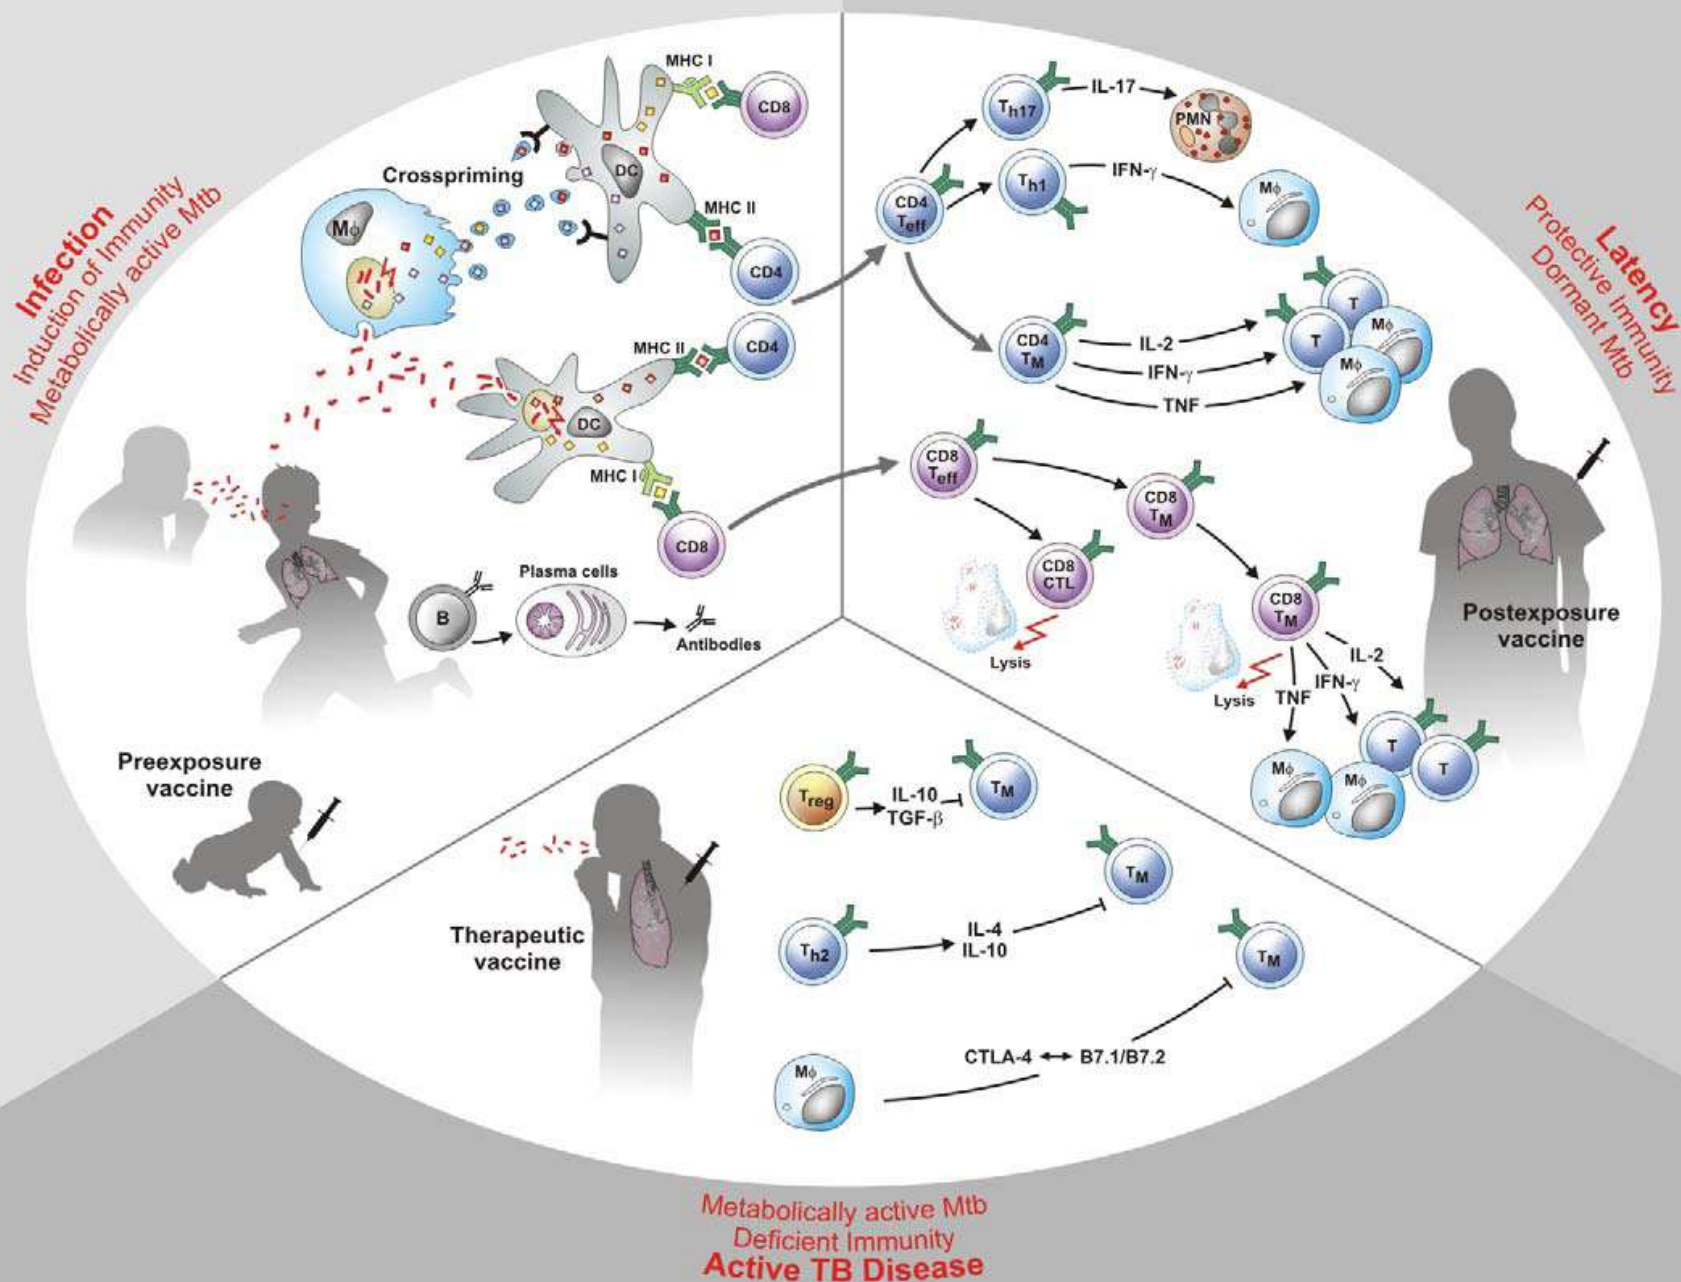 Infection
Induction of Immunity
Metabolically active Mtb
MHC I
CD8
Crosspriming
DC
Mϕ
MHC II
CD4
MHC II
CD4
DC
MHC I
CD8
B
Plasma cells
Antibodies
Preexposure
vaccine
Latency
Protective Immunity
Dormant Mtb
Th17
IL-17
PMN
CD4
Teff
Th1
IFN-γ
Mϕ
CD4
TM
IL-2
IFN-γ
TNF
T
T
Mϕ
Mϕ
CD8
Teff
CD8
TM
CD8
CTL
Lysis
CD8
TM
Lysis
TNF
IFN-γ
IL-2
T
T
Mϕ
Mϕ
Postexposure
vaccine
Treg
IL-10
TGF-β
TM
Th2
IL-4
IL-10
TM
Mϕ
CTLA-4
B7.1/B7.2
TM
Therapeutic
vaccine
Metabolically active Mtb
Deficient Immunity
Active TB Disease